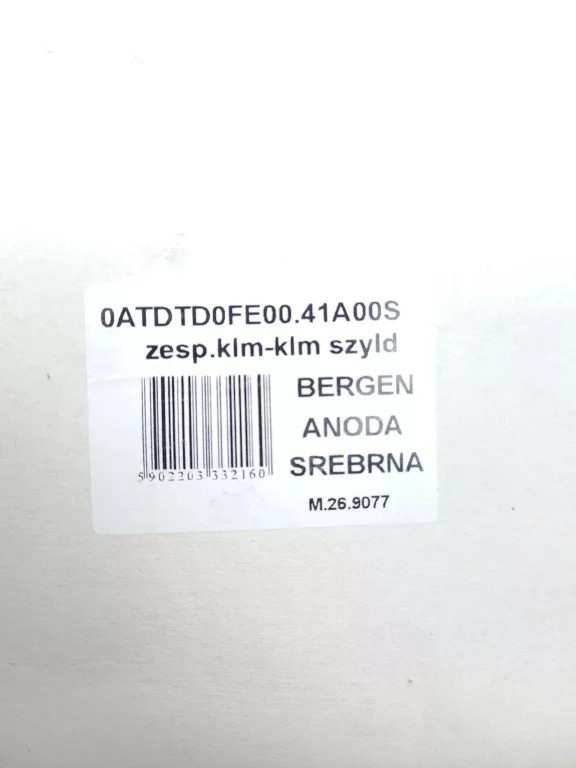 0ATDTD0FE00.41A00S
zesp.klm-klm szyld
BERGEN
ANODA
SREBRNA
5902203332160
M.26.9077